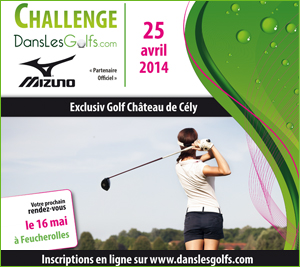 CHALLENGE
DansLesGolfs.com
MIZUNO
« Partenaire
Officiel »
25
avril
2014
Exclusiv Golf Château de Cély
Votre prochain
rendez-vous
le 16 mai
à Feucherolles
Inscriptions en ligne sur www.danslesgolfs.com